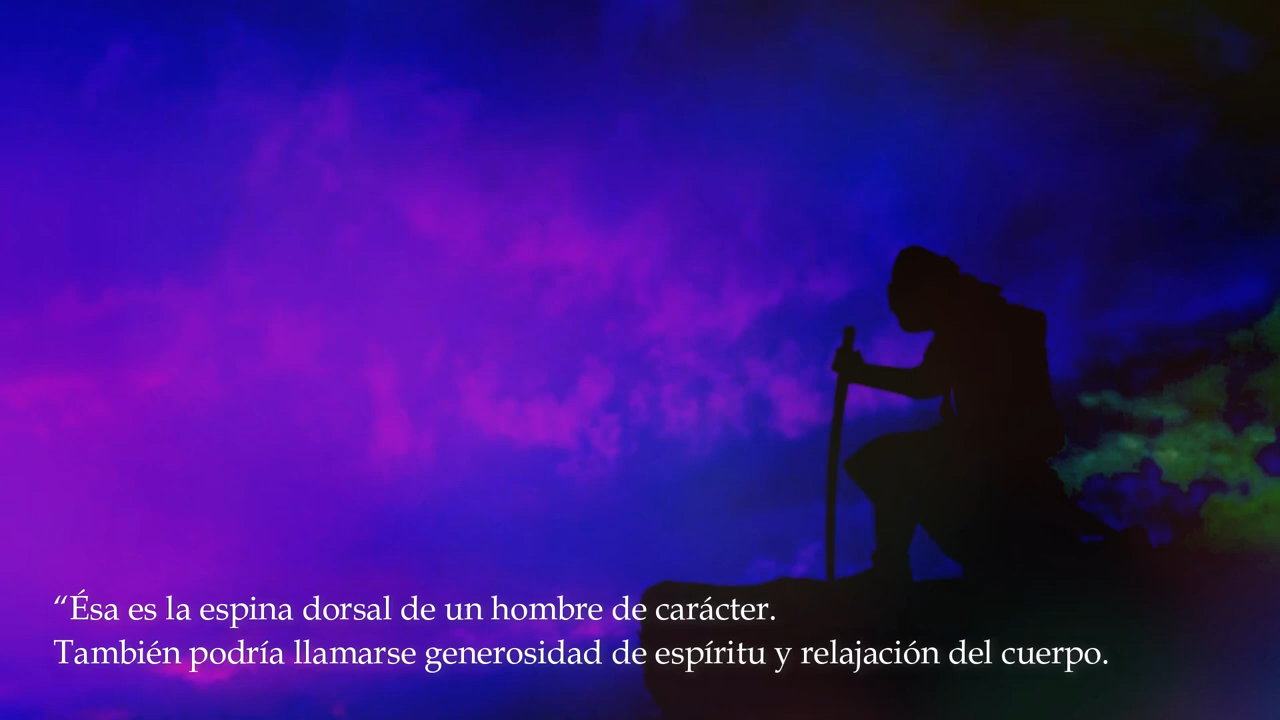 “Ésa es la espina dorsal de un hombre de carácter.
También podría llamarse generosidad de espíritu y relajación del cuerpo.